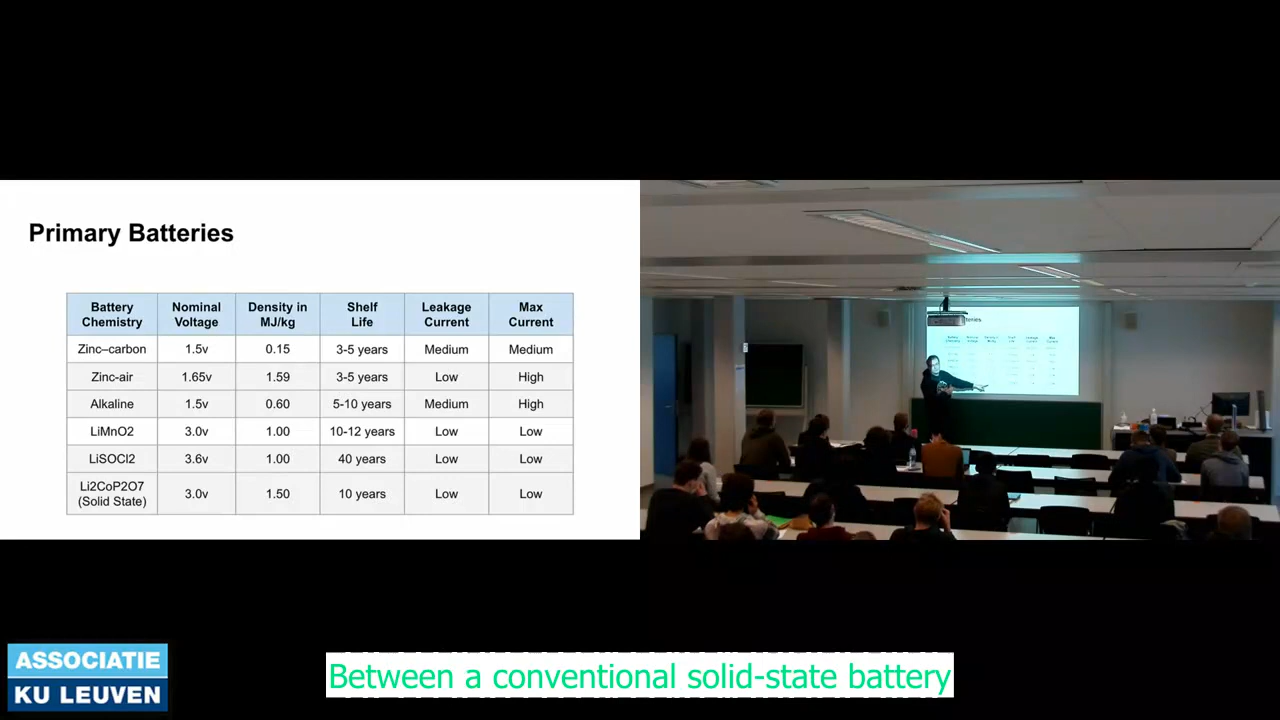 Primary Batteries
Battery Chemistry Nominal Voltage Density in MJ/kg Shelf Life Leakage Current Max Current
Zinc–carbon 1.5v 0.15 3-5 years Medium Medium
Zinc-air 1.65v 1.59 3-5 years Low High
Alkaline 1.5v 0.60 5-10 years Medium High
LiMnO2 3.0v 1.00 10-12 years Low Low
LiSOCl2 3.6v 1.00 40 years Low Low
Li2CoP2O7 (Solid State) 3.0v 1.50 10 years Low Low
ASSOCIATIE
KU LEUVEN
Between a conventional solid-state battery